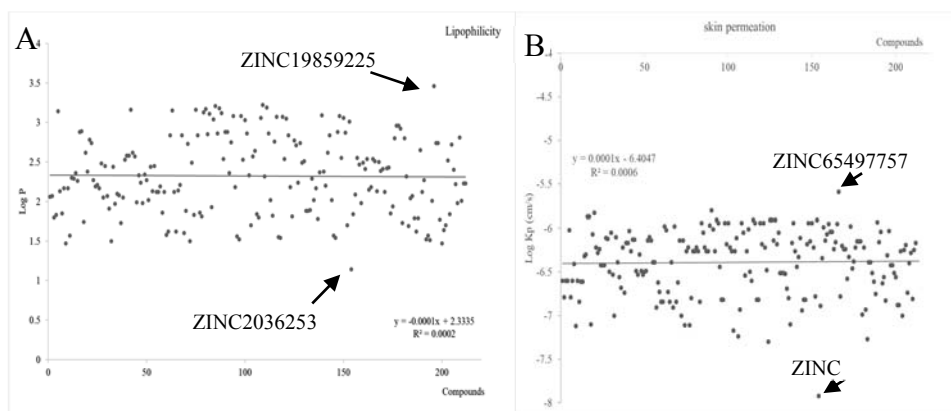 A
Lipophilicity
ZINC19859225
4
3.5
3
2.5
2
1.5
1
0.5
0
Log P
0
50
100
150
200
Compounds
ZINC2036253
y = -0.0001x + 2.3335
R² = 0.0002
B
skin permeation
Compounds
0
50
100
150
200
-4
-4.5
-5
-5.5
-6
-6.5
-7
-7.5
-8
Log Kp (cm/s)
y = 0.0001x - 6.4047
R² = 0.0006
ZINC65497757
ZINC